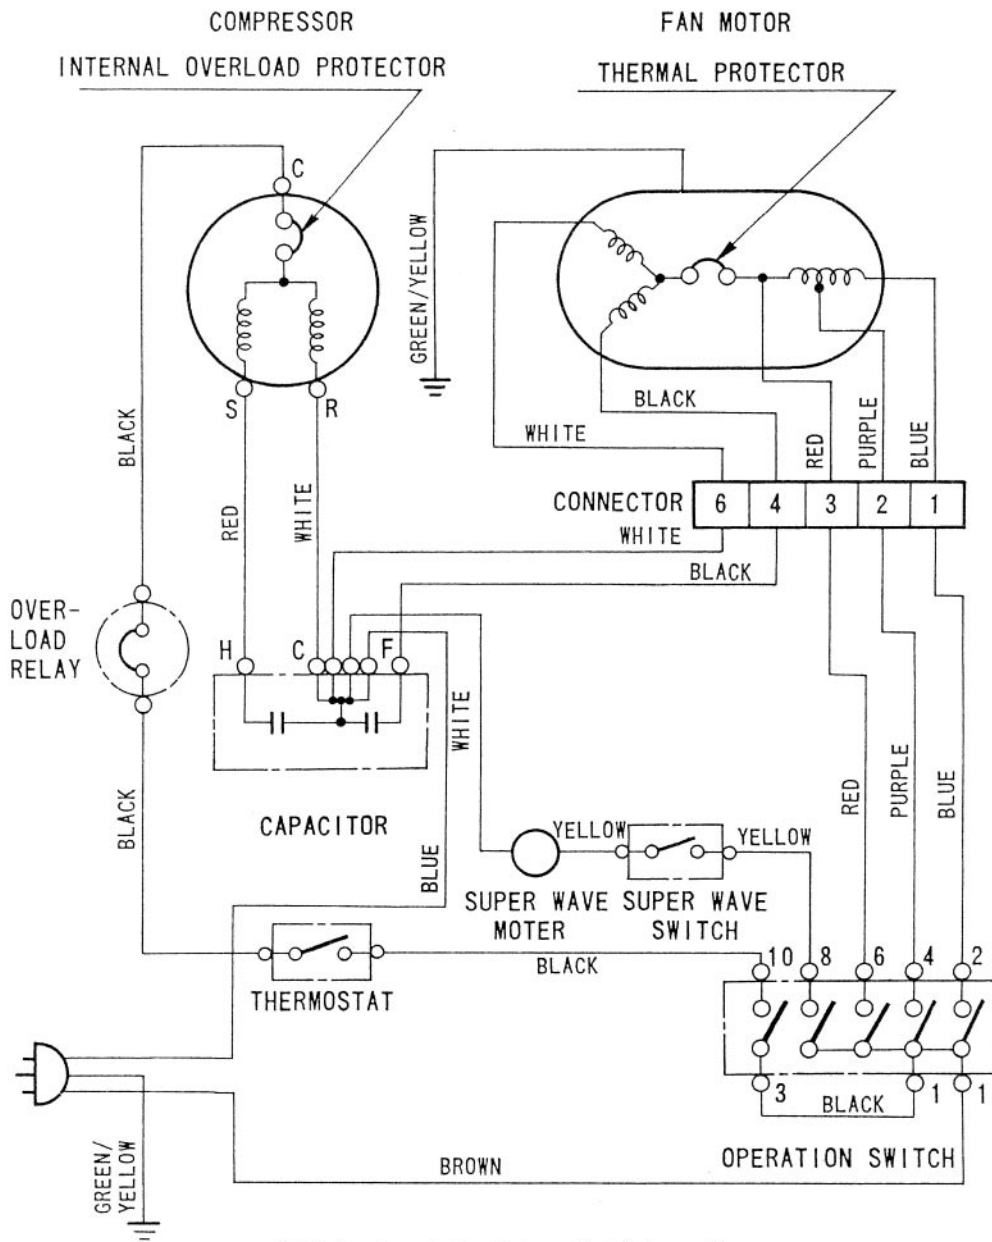 COMPRESSOR
INTERNAL OVERLOAD PROTECTOR
FAN MOTOR
THERMAL PROTECTOR
C
GREEN/YELLOW
S
R
BLACK
BLACK
WHITE
RED
PURPLE
BLUE
RED
WHITE
CONNECTOR
6
4
3
2
1
WHITE
BLACK
OVER-
LOAD
RELAY
H
C
F
WHITE
BLACK
CAPACITOR
BLUE
RED
PURPLE
BLUE
YELLOW
YELLOW
SUPER WAVE
MOTER
SUPER WAVE
SWITCH
BLACK
THERMOSTAT
10
8
6
4
2
3
BLACK
1
1
OPERATION SWITCH
BROWN
GREEN/
YELLOW